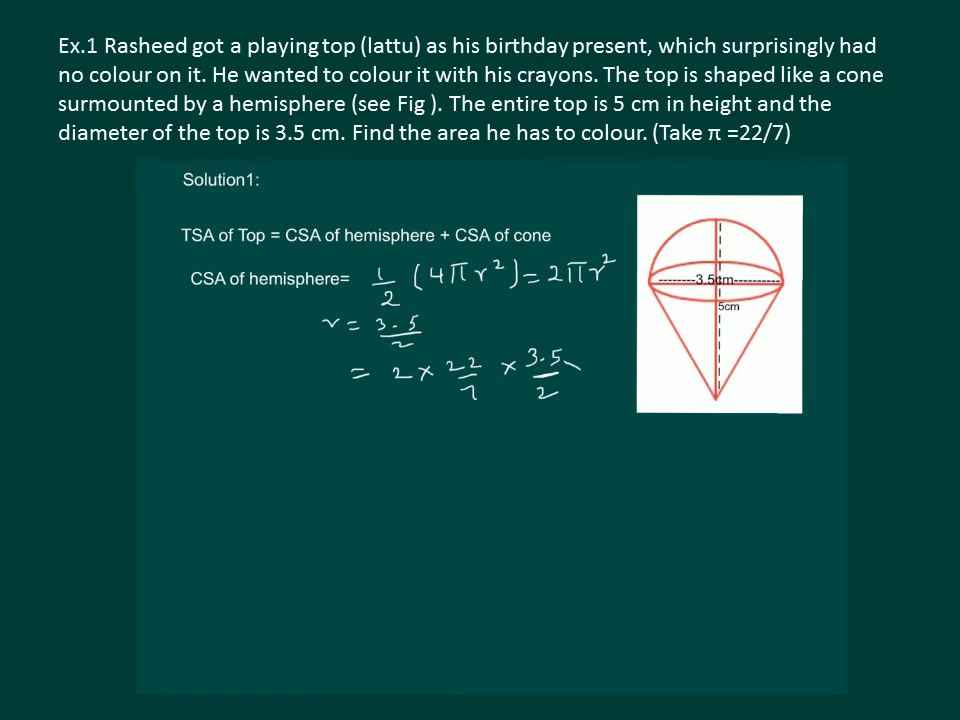 Ex.1 Rasheed got a playing top (lattu) as his birthday present, which surprisingly had
no colour on it. He wanted to colour it with his crayons. The top is shaped like a cone
surmounted by a hemisphere (see Fig ). The entire top is 5 cm in height and the
diameter of the top is 3.5 cm. Find the area he has to colour. (Take π =22/7)
Solution1:
TSA of Top = CSA of hemisphere + CSA of cone
CSA of hemisphere= 1/2 (4πr²) = 2πr²
r = 3.5/2
= 2 × 22/7 × 3.5/2
3.5cm
5cm